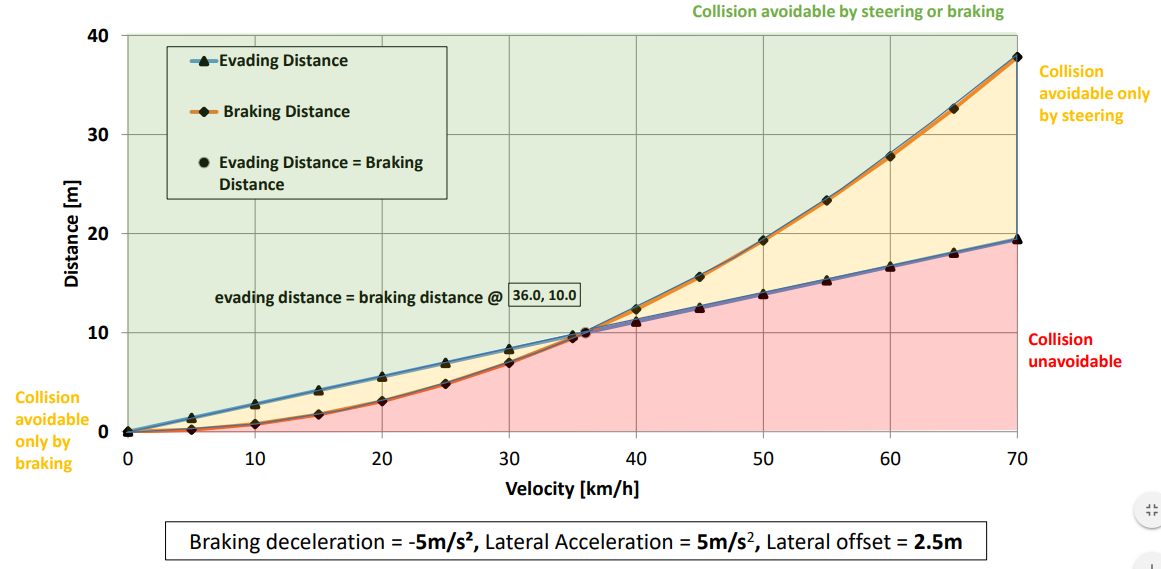 Collision avoidable by steering or braking
40
Evading Distance
Braking Distance
Evading Distance = Braking
Distance
Collision
avoidable only
by steering
30
Distance [m]
20
evading distance = braking distance @ 36.0, 10.0
10
Collision
unavoidable
Collision
avoidable
only by
braking
0
0 10 20 30 40 50 60 70
Velocity [km/h]
Braking deceleration = -5m/s², Lateral Acceleration = 5m/s², Lateral offset = 2.5m